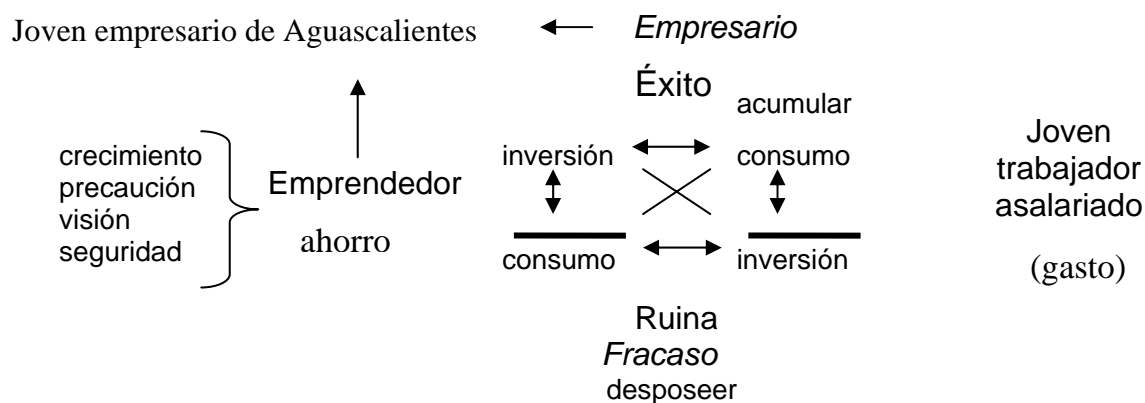 Joven empresario de Aguascalientes
Empresario
Éxito
acumular
crecimiento
precaución
visión
seguridad
Emprendedor
ahorro
inversión
consumo
consumo
inversión
Joven
trabajador
asalariado
(gasto)
Ruina
Fracaso
desposeer